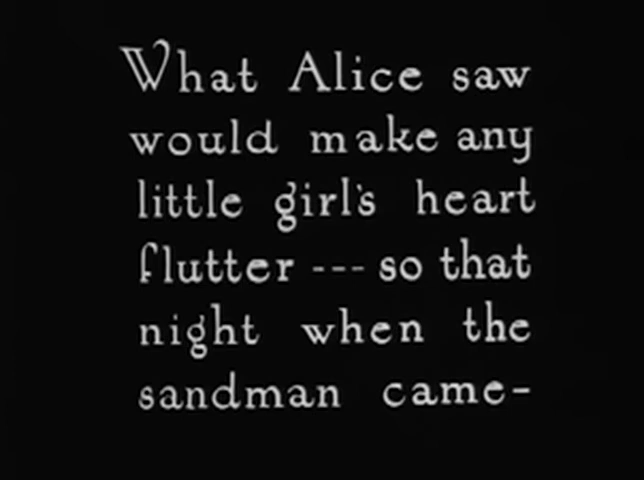 What Alice saw
would make any
little girl's heart
flutter --- so that
night when the
sandman came-